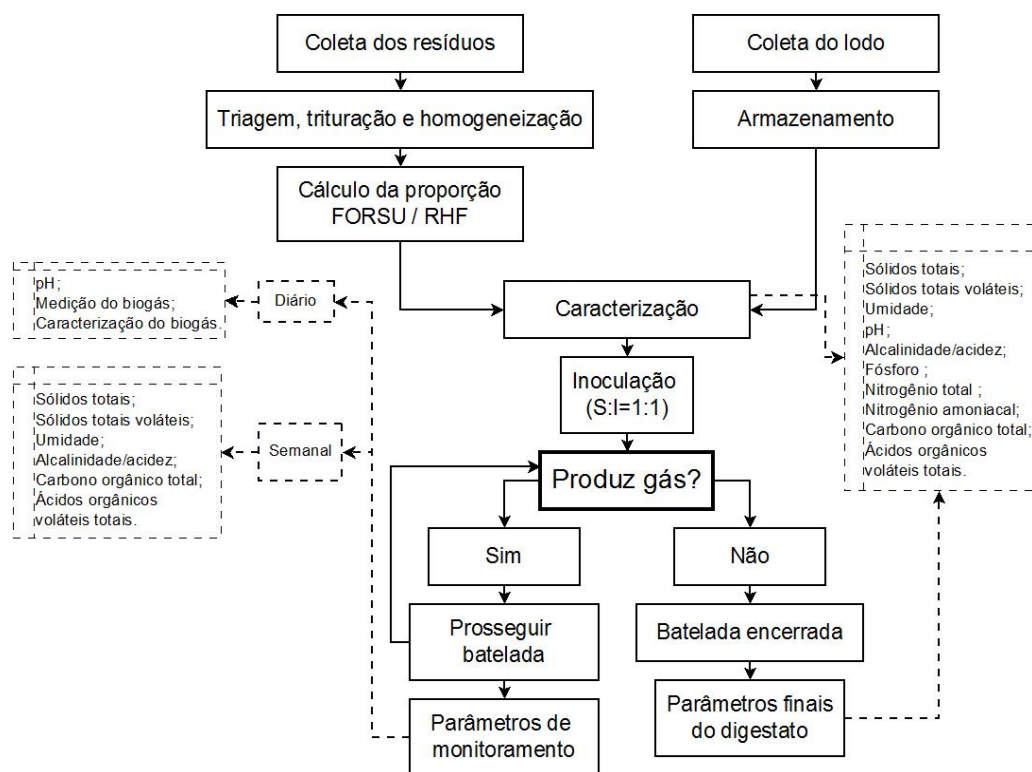 Coleta dos resíduos
Coleta do lodo
Triagem, trituração e homogeneização
Armazenamento
Cálculo da proporção
FORSU / RHF
pH;
Medição do biogás;
Caracterização do biogás.
Diário
Caracterização
Sólidos totais;
Sólidos totais voláteis;
Umidade;
pH;
Alcalinidade/acidez;
Fósforo ;
Nitrogênio total ;
Nitrogênio amoniacal;
Carbono orgânico total;
Ácidos orgânicos
voláteis totais.
Inoculação
(S:I=1:1)
Sólidos totais;
Sólidos totais voláteis;
Umidade;
Alcalinidade/acidez;
Carbono orgânico total;
Ácidos orgânicos
voláteis totais.
Semanal
Produz gás?
Sim
Não
Prosseguir
batelada
Batelada encerrada
Parâmetros de
monitoramento
Parâmetros finais
do digestato